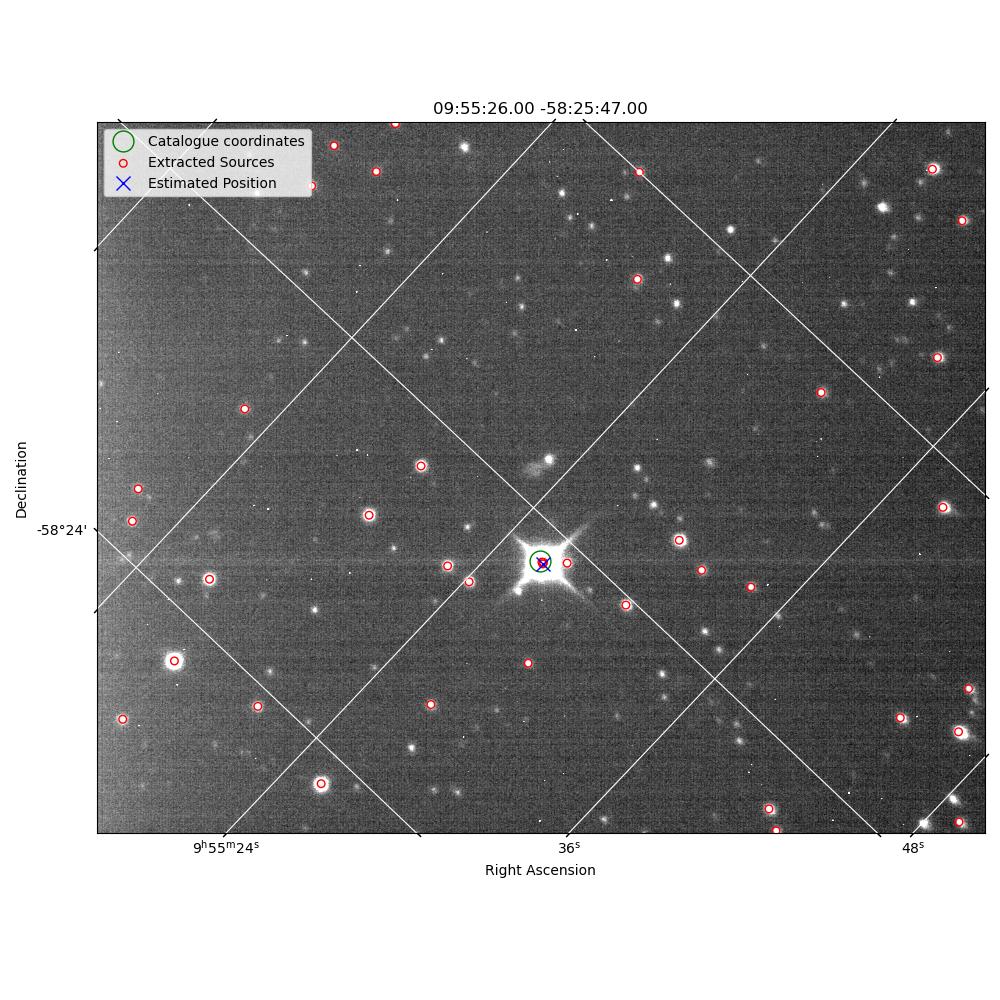 09:55:26.00 -58:25:47.00
Catalogue coordinates
Extracted Sources
Estimated Position
Declination
-58°24'
9ʰ55ᵐ24ˢ 36ˢ 48ˢ
Right Ascension